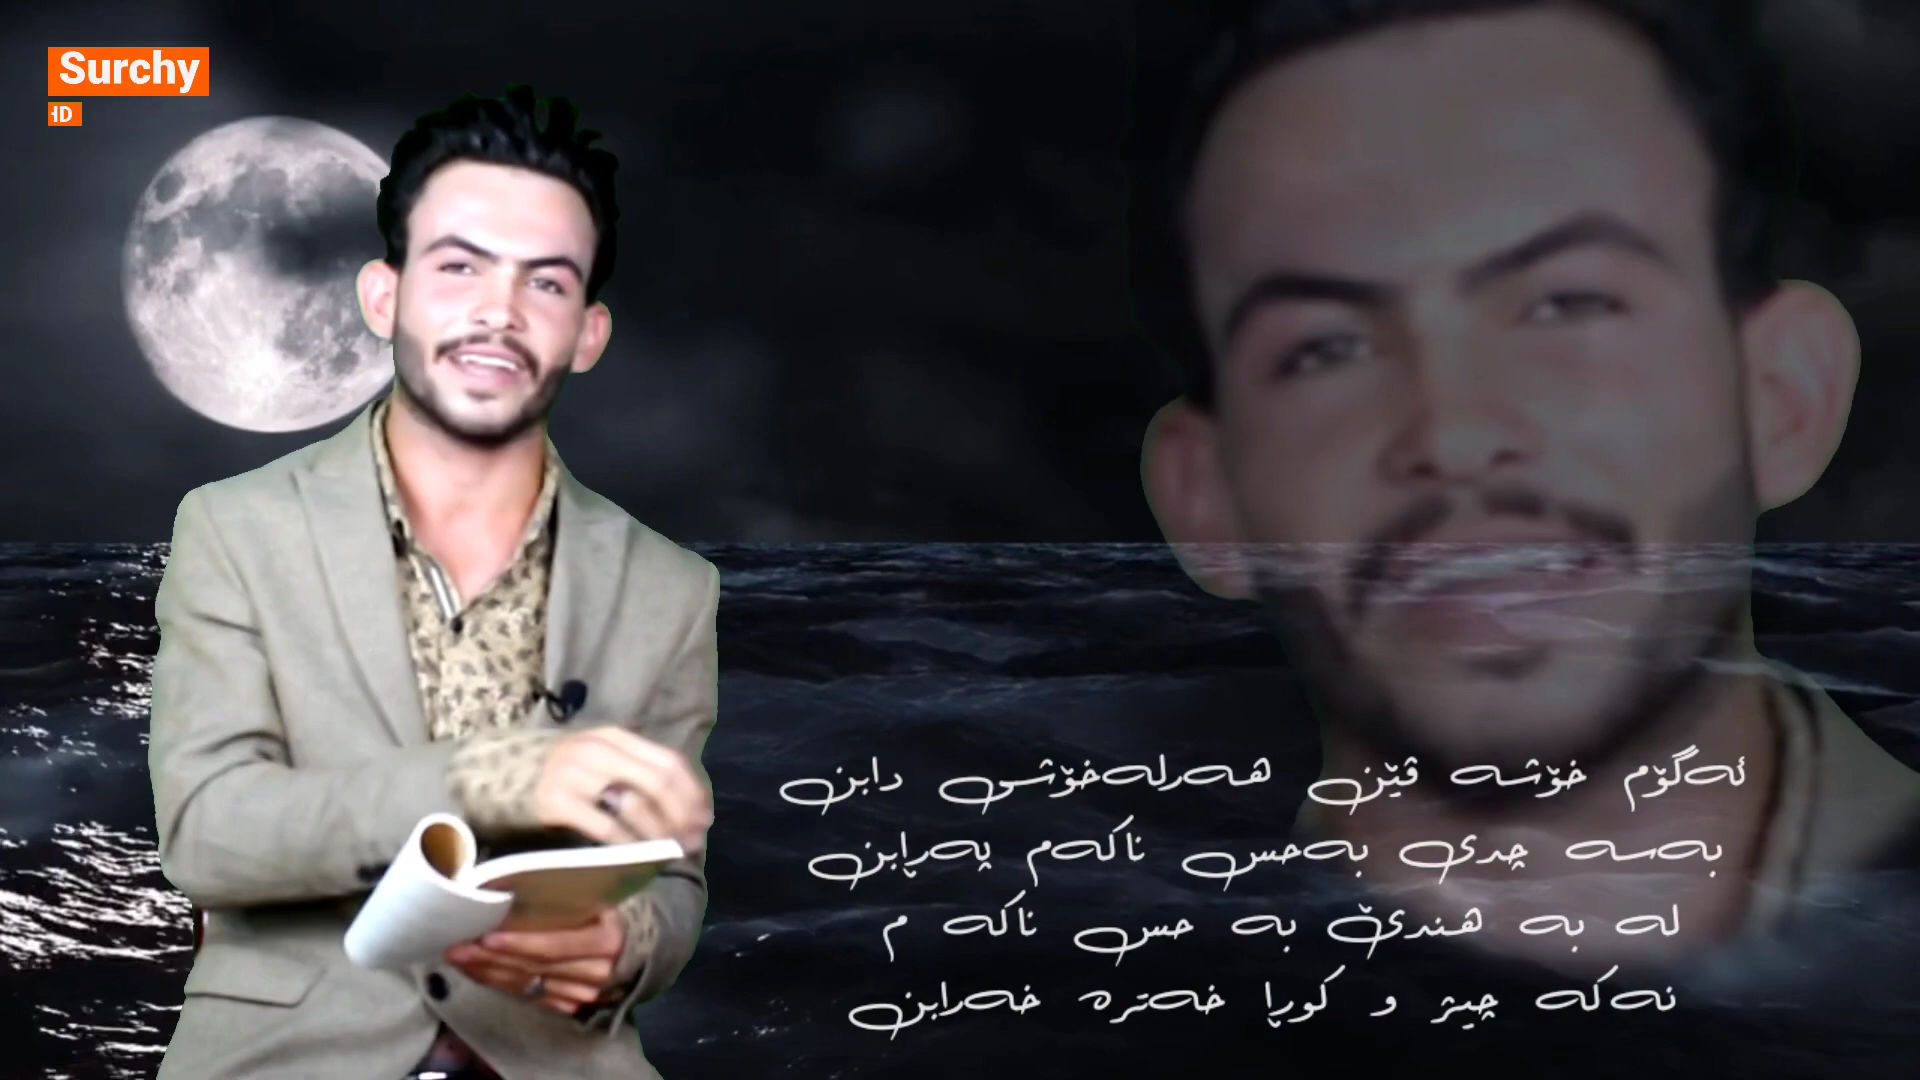 Surchy
HD
ئەگۆم خۆشە ڤێن هەرلەخۆشی دابن
بەسە چدی بەحس ناکەم پەڕابن
لە بە هندێ بە حس ناکە م
نەکە چیژ و کوڕا خەترە خەرابن